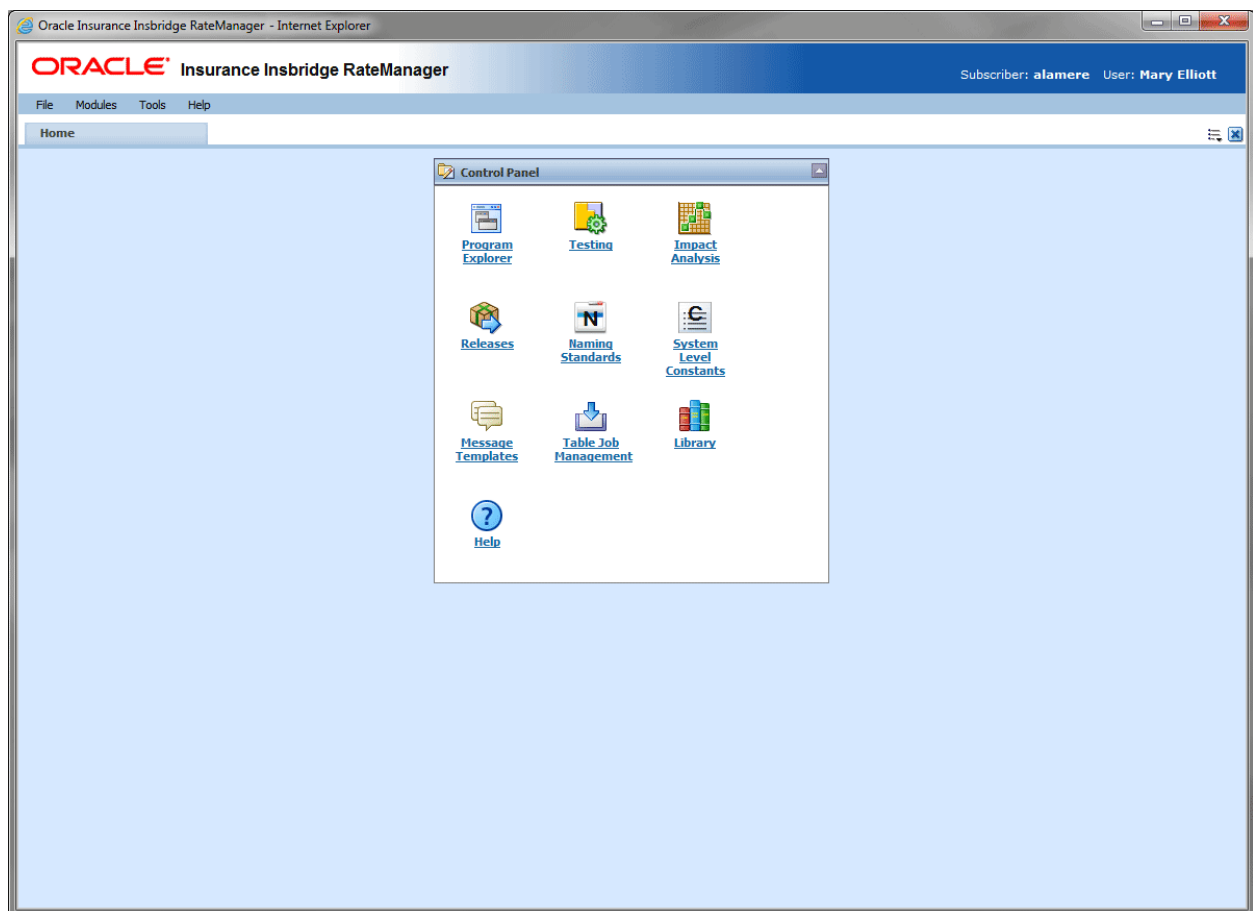 Oracle Insurance Insbridge RateManager - Internet Explorer
ORACLE Insurance Insbridge RateManager
Subscriber: alamere User: Mary Elliott
File Modules Tools Help
Home
Control Panel
Program
Explorer
Testing
Impact
Analysis
Releases
Naming
Standards
System
Level
Constants
Message
Templates
Table Job
Management
Library
Help